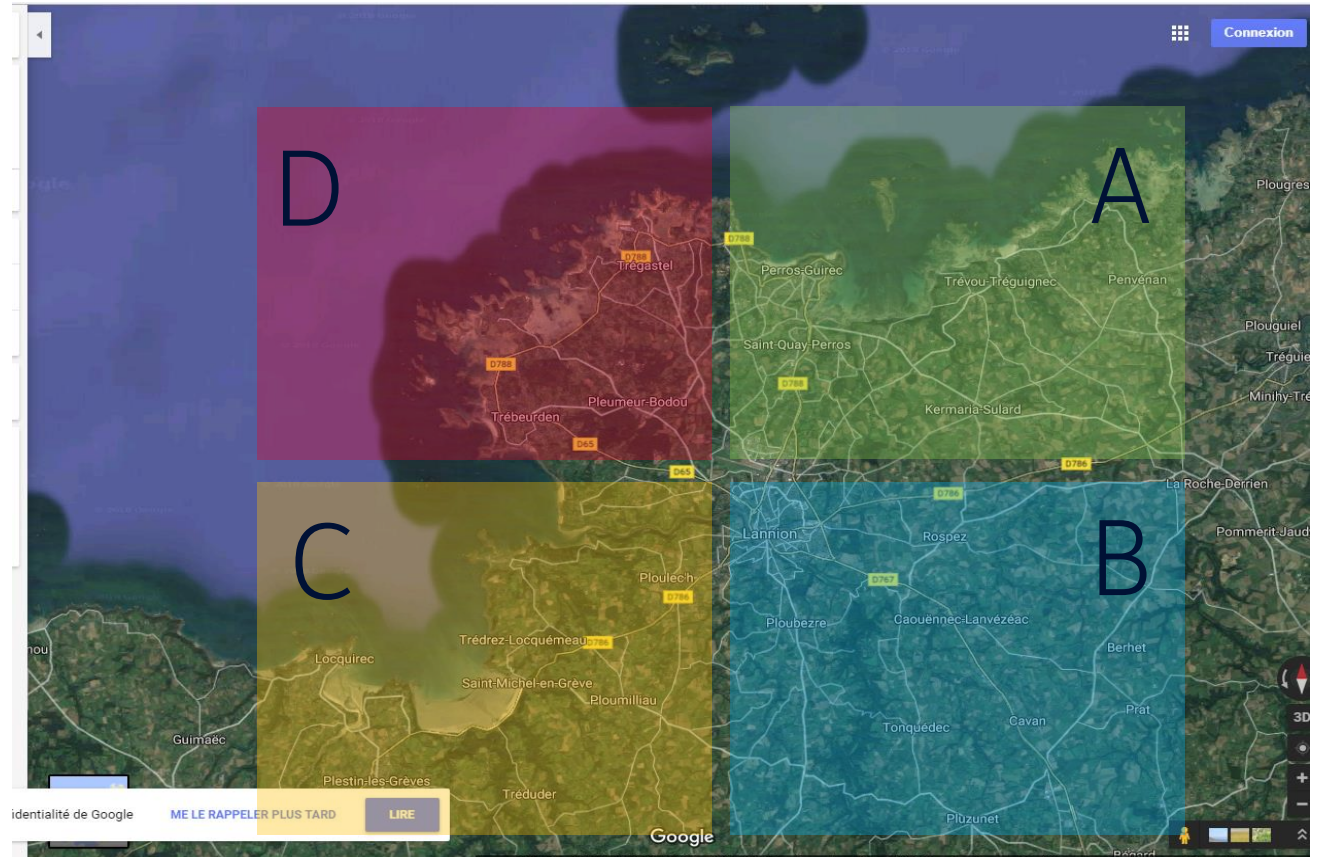 Connexion
D
A
Plougres
D788
D788
Trégastel
Perros-Guirec
Trévou-Tréguignec
Penvénan
Plouguiel
Saint-Quay-Perros
Tréguie
D788
D788
Minihy-Tré
Pleumeur-Bodou
Kermaria-Sulard
Trébeurden
D65
D65
D786
La Roche-Derrien
D786
C
B
Lannion
Rospez
Pommerit-Jaud
Ploulec'h
D767
D786
Ploubezre
Caouënnec-Lanvézéac
Trédrez-Locquémeau
D786
Berhet
nou
Locquirec
Saint-Michel-en-Grève
Ploumilliau
Prat
3D
Guimaëc
Tonquédec
Cavan
Plestin-les-Grèves
Tréduder
identialité de Google
ME LE RAPPELER PLUS TARD
LIRE
Pluzunet
Google